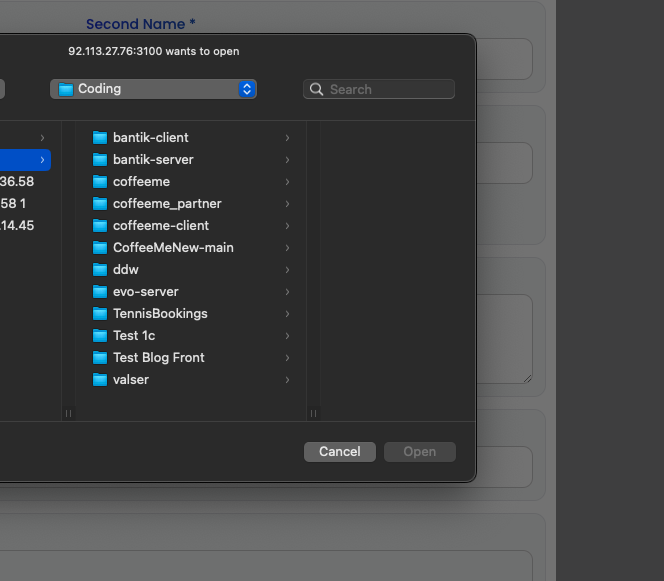 Second Name *
92.113.27.76:3100 wants to open
Coding
Search
bantik-client
bantik-server
36.58
coffeeme
58 1
coffeeme_partner
.14.45
coffeeme-client
CoffeeMeNew-main
ddw
evo-server
TennisBookings
Test 1c
Test Blog Front
valser
Cancel
Open